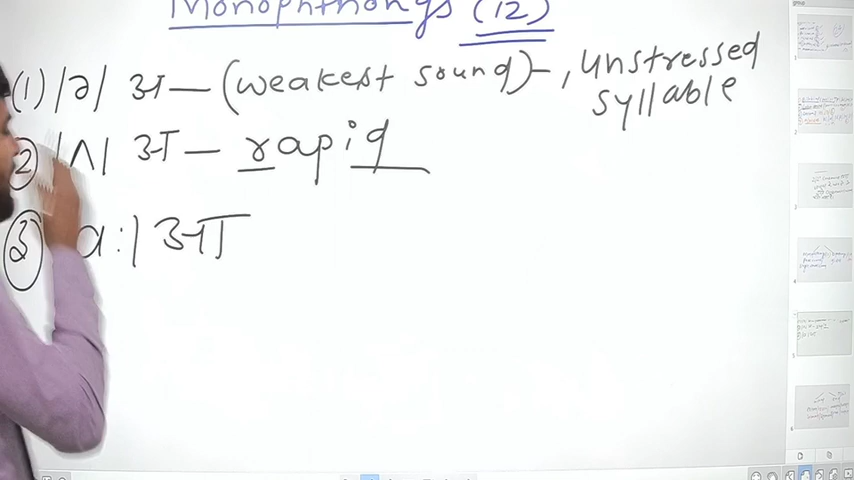 Monophthongs (12)
(1) /ə/ अ — (weakest sound) –, unstressed
syllable
② /ʌ/ अ — rapid
③ ɑ:/ आ